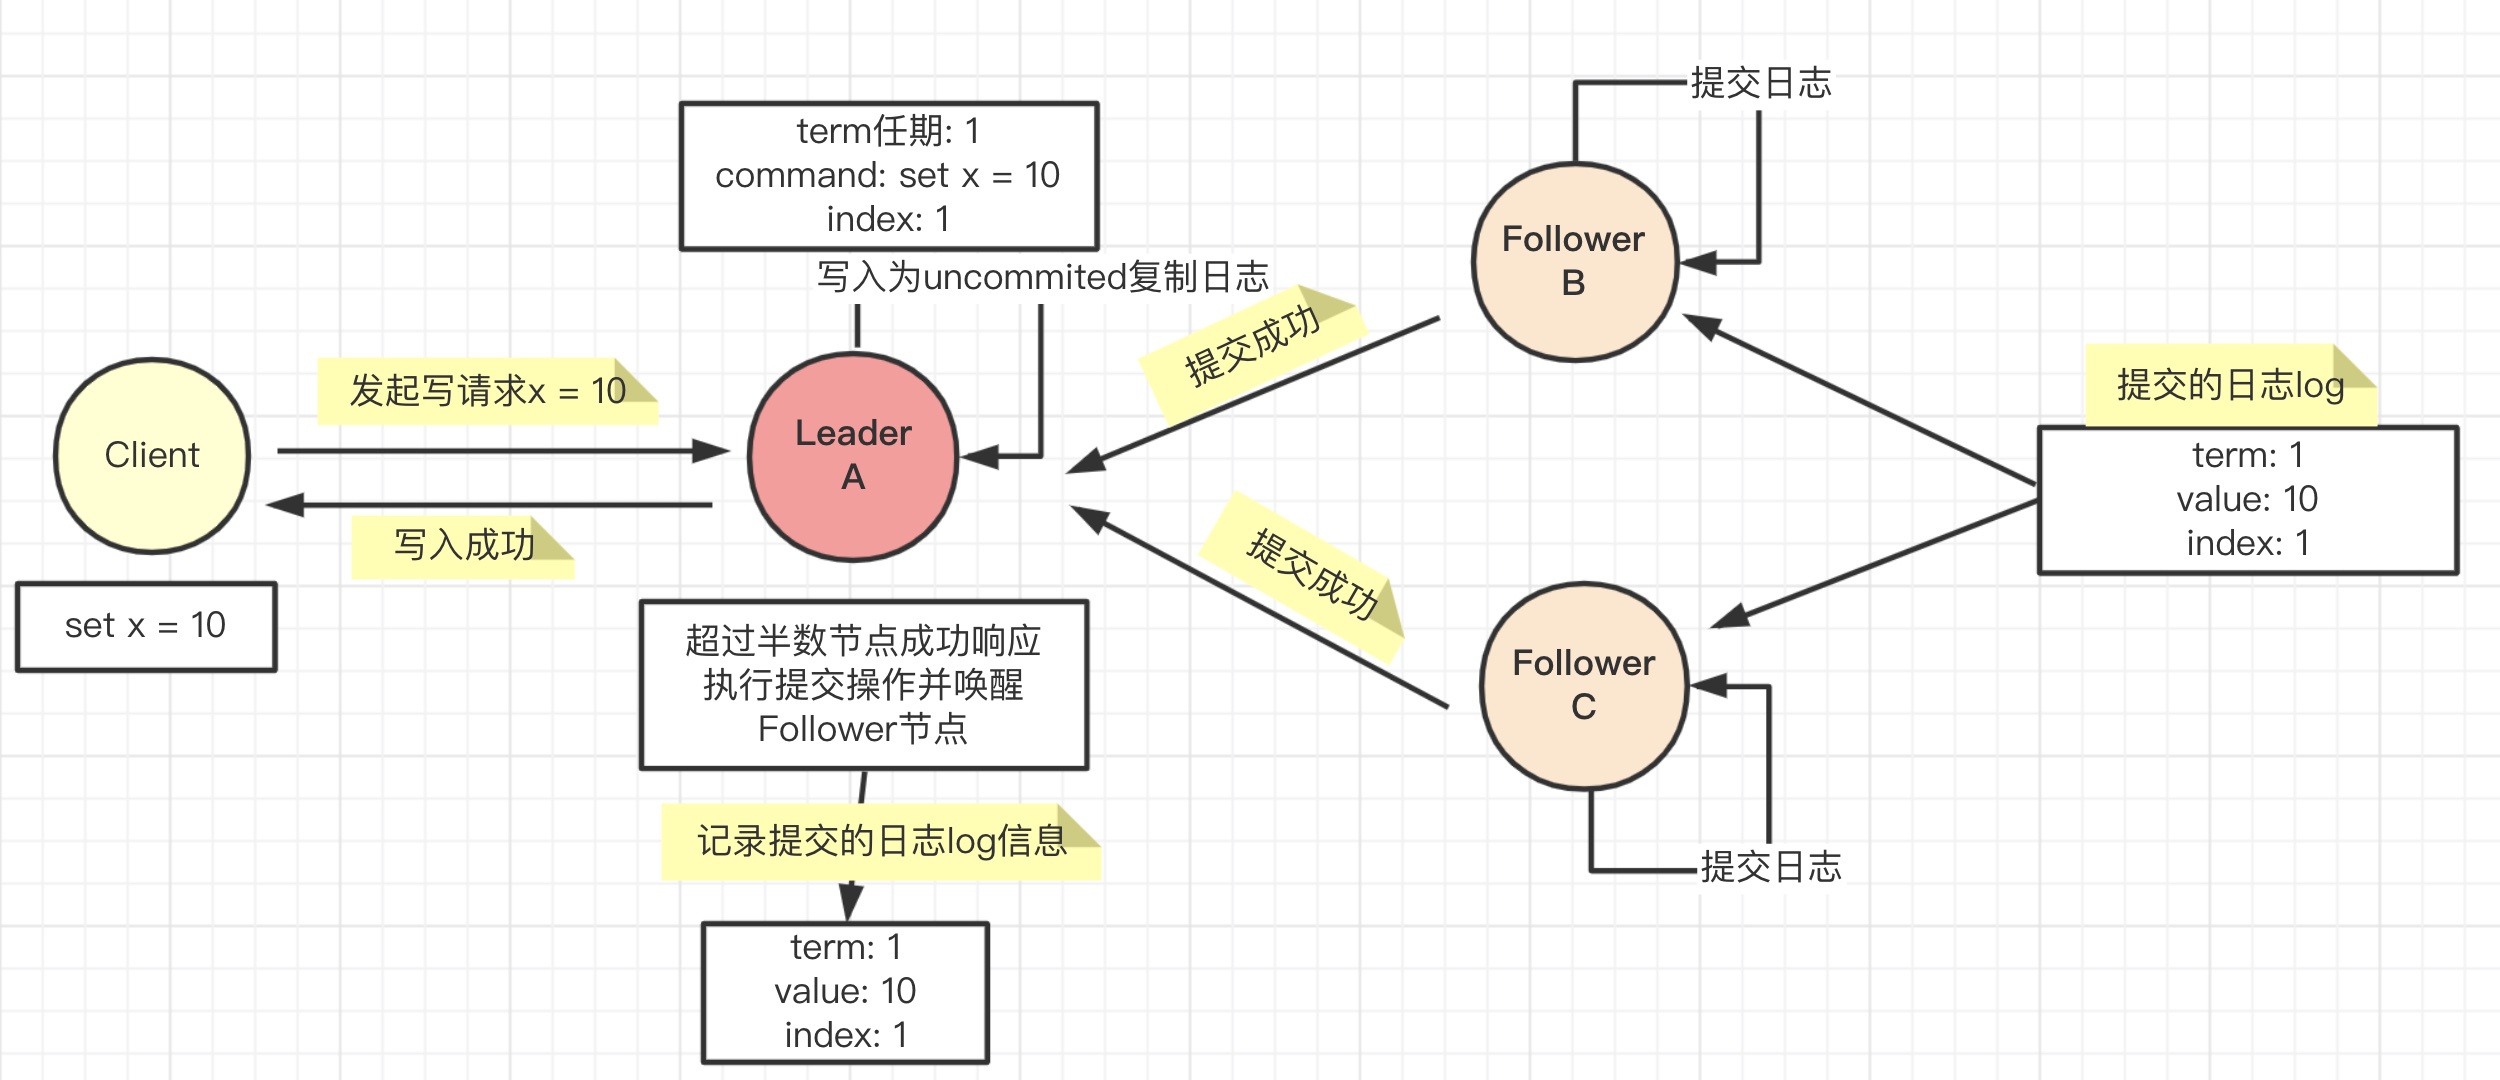 提交日志
term任期: 1
command: set x = 10
index: 1
写入为uncommited复制日志
Follower
B
提交成功
发起写请求x = 10
提交的日志log
Client
Leader
A
term: 1
value: 10
index: 1
写入成功
提交成功
set x = 10
超过半数节点成功响应
执行提交操作并唤醒
Follower节点
Follower
C
记录提交的日志log信息
提交日志
term: 1
value: 10
index: 1